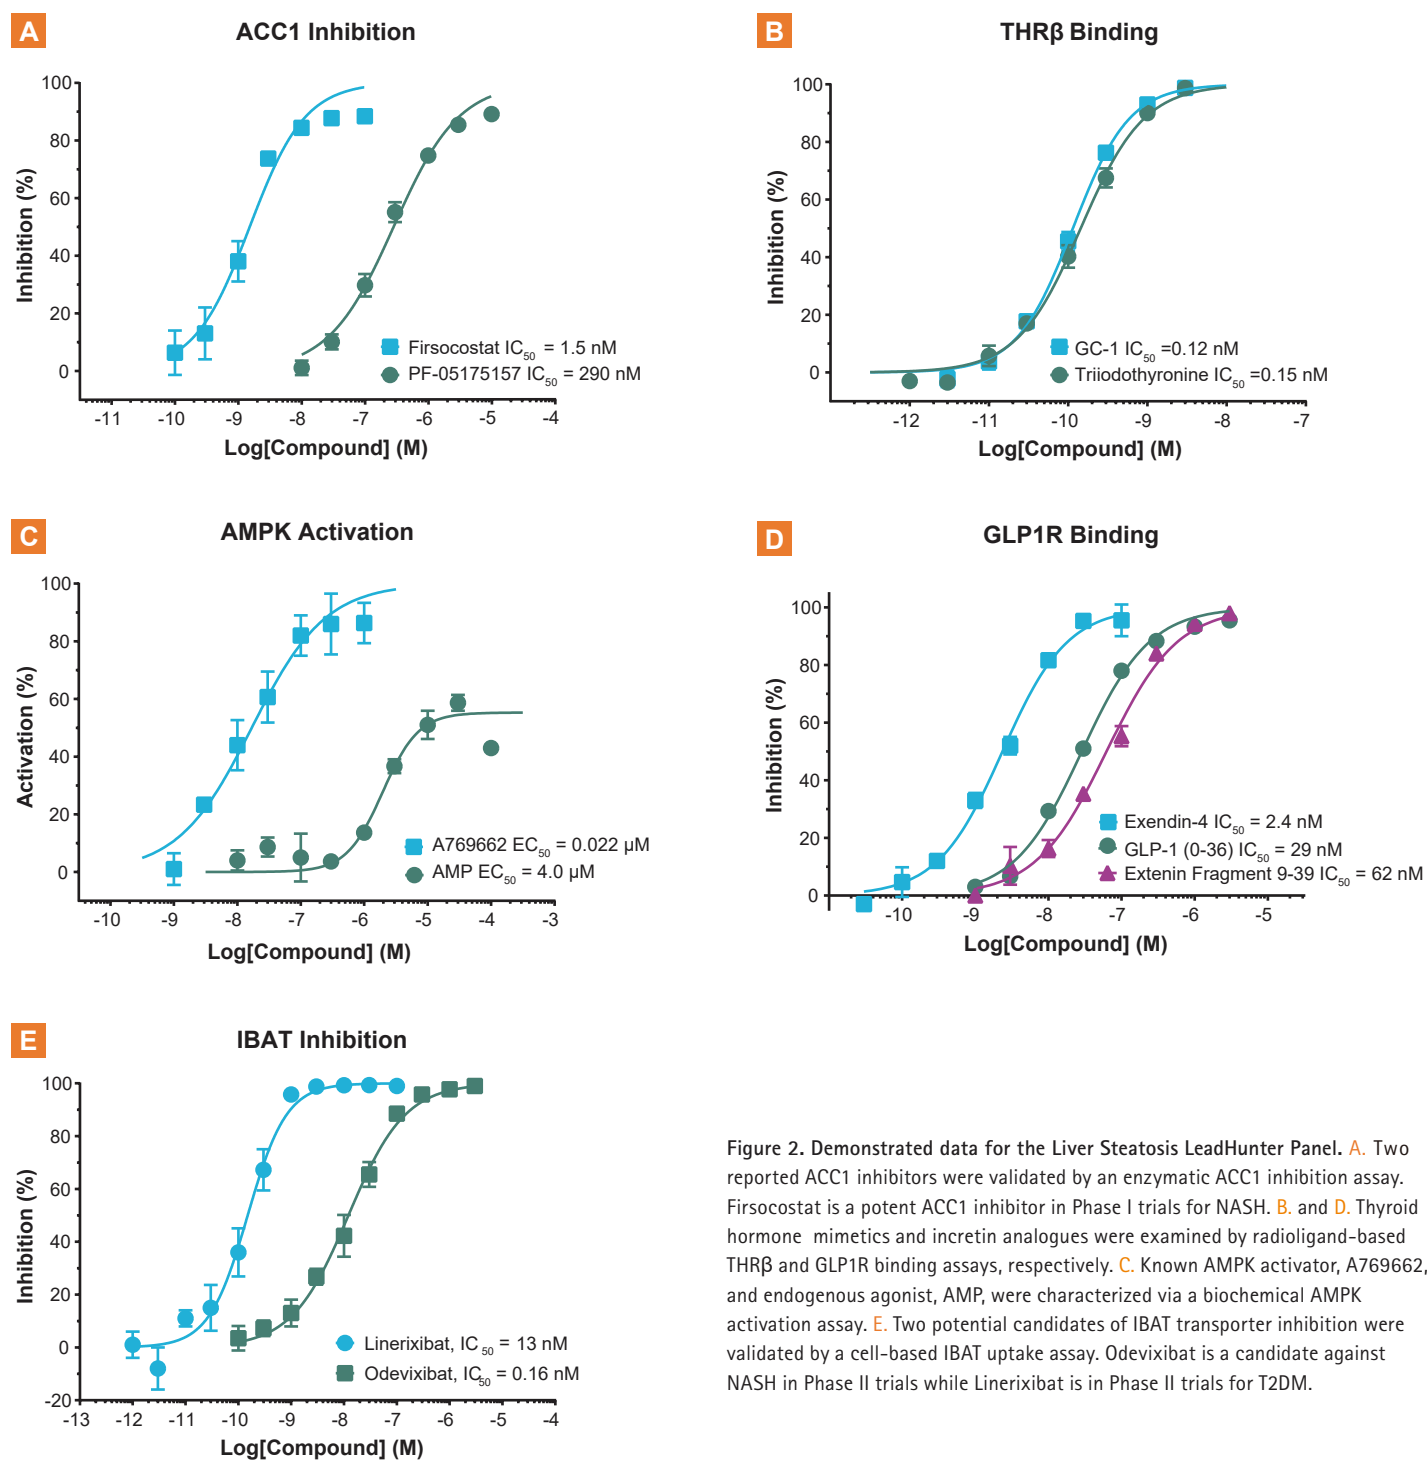 A
ACC1 Inhibition
Inhibition (%)
100
80
60
40
20
0
-11 -10 -9 -8 -7 -6 -5 -4
Log[Compound] (M)
Firsocostat IC50 = 1.5 nM
PF-05175157 IC50 = 290 nM
B
THRβ Binding
Inhibition (%)
100
80
60
40
20
0
-12 -11 -10 -9 -8 -7
Log[Compound] (M)
GC-1 IC50 =0.12 nM
Triiodothyronine IC50 =0.15 nM
C
AMPK Activation
Activation (%)
100
80
60
40
20
0
-10 -9 -8 -7 -6 -5 -4 -3
Log[Compound] (M)
A769662 EC50 = 0.022 µM
AMP EC50 = 4.0 µM
D
GLP1R Binding
Inhibition (%)
100
80
60
40
20
0
-10 -9 -8 -7 -6 -5
Log[Compound] (M)
Exendin-4 IC50 = 2.4 nM
GLP-1 (0-36) IC50 = 29 nM
Extenin Fragment 9-39 IC50 = 62 nM
E
IBAT Inhibition
Inhibition (%)
100
80
60
40
20
0
-20
-13 -12 -11 -10 -9 -8 -7 -6 -5 -4
Log[Compound] (M)
Linerixibat, IC50 = 13 nM
Odevixibat, IC50 = 0.16 nM
Figure 2. Demonstrated data for the Liver Steatosis LeadHunter Panel. A. Two
reported ACC1 inhibitors were validated by an enzymatic ACC1 inhibition assay.
Firsocostat is a potent ACC1 inhibitor in Phase I trials for NASH. B. and D. Thyroid
hormone mimetics and incretin analogues were examined by radioligand-based
THRβ and GLP1R binding assays, respectively. C. Known AMPK activator, A769662,
and endogenous agonist, AMP, were characterized via a biochemical AMPK
activation assay. E. Two potential candidates of IBAT transporter inhibition were
validated by a cell-based IBAT uptake assay. Odevixibat is a candidate against
NASH in Phase II trials while Linerixibat is in Phase II trials for T2DM.